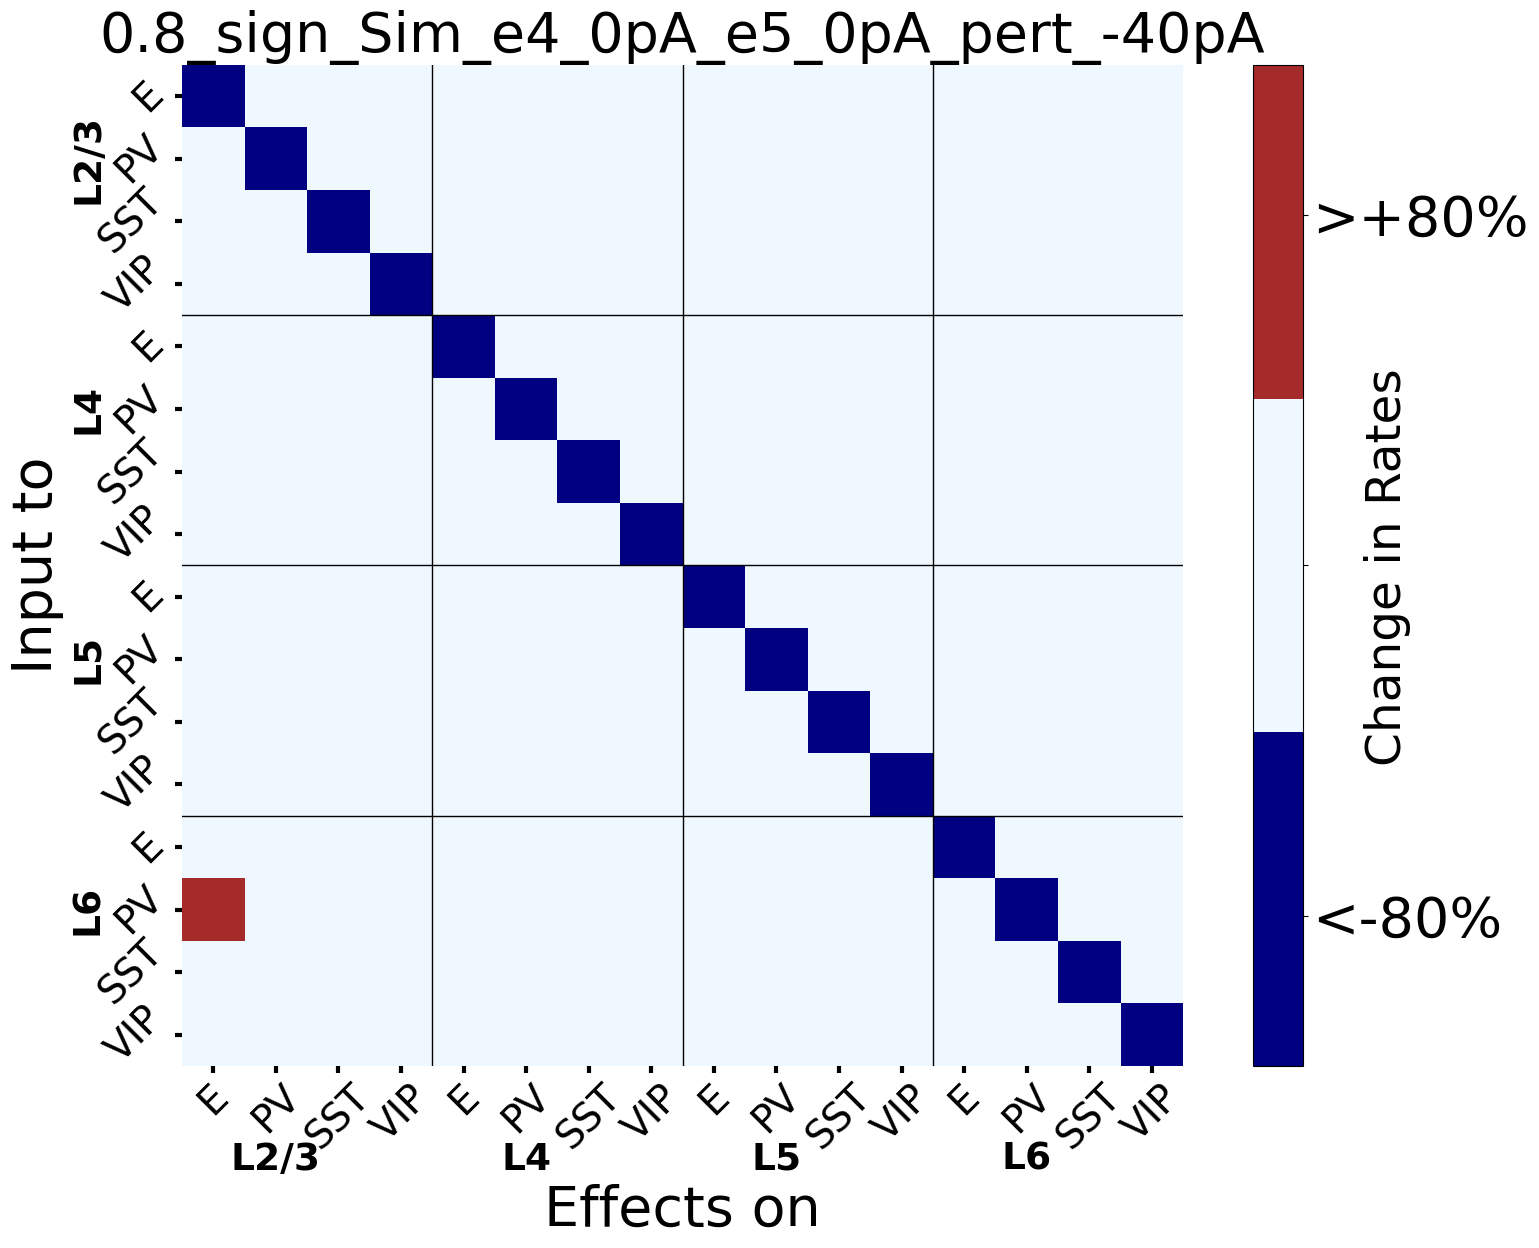 0.8_sign_Sim_e4_0pA_e5_0pA_pert_-40pA
Input to
L2/3
E
PV
SST
VIP
L4
E
PV
SST
VIP
L5
E
PV
SST
VIP
L6
E
PV
SST
VIP
E PV SST VIP E PV SST VIP E PV SST VIP E PV SST VIP
L2/3 L4 L5 L6
Effects on
>+80%
<-80%
Change in Rates